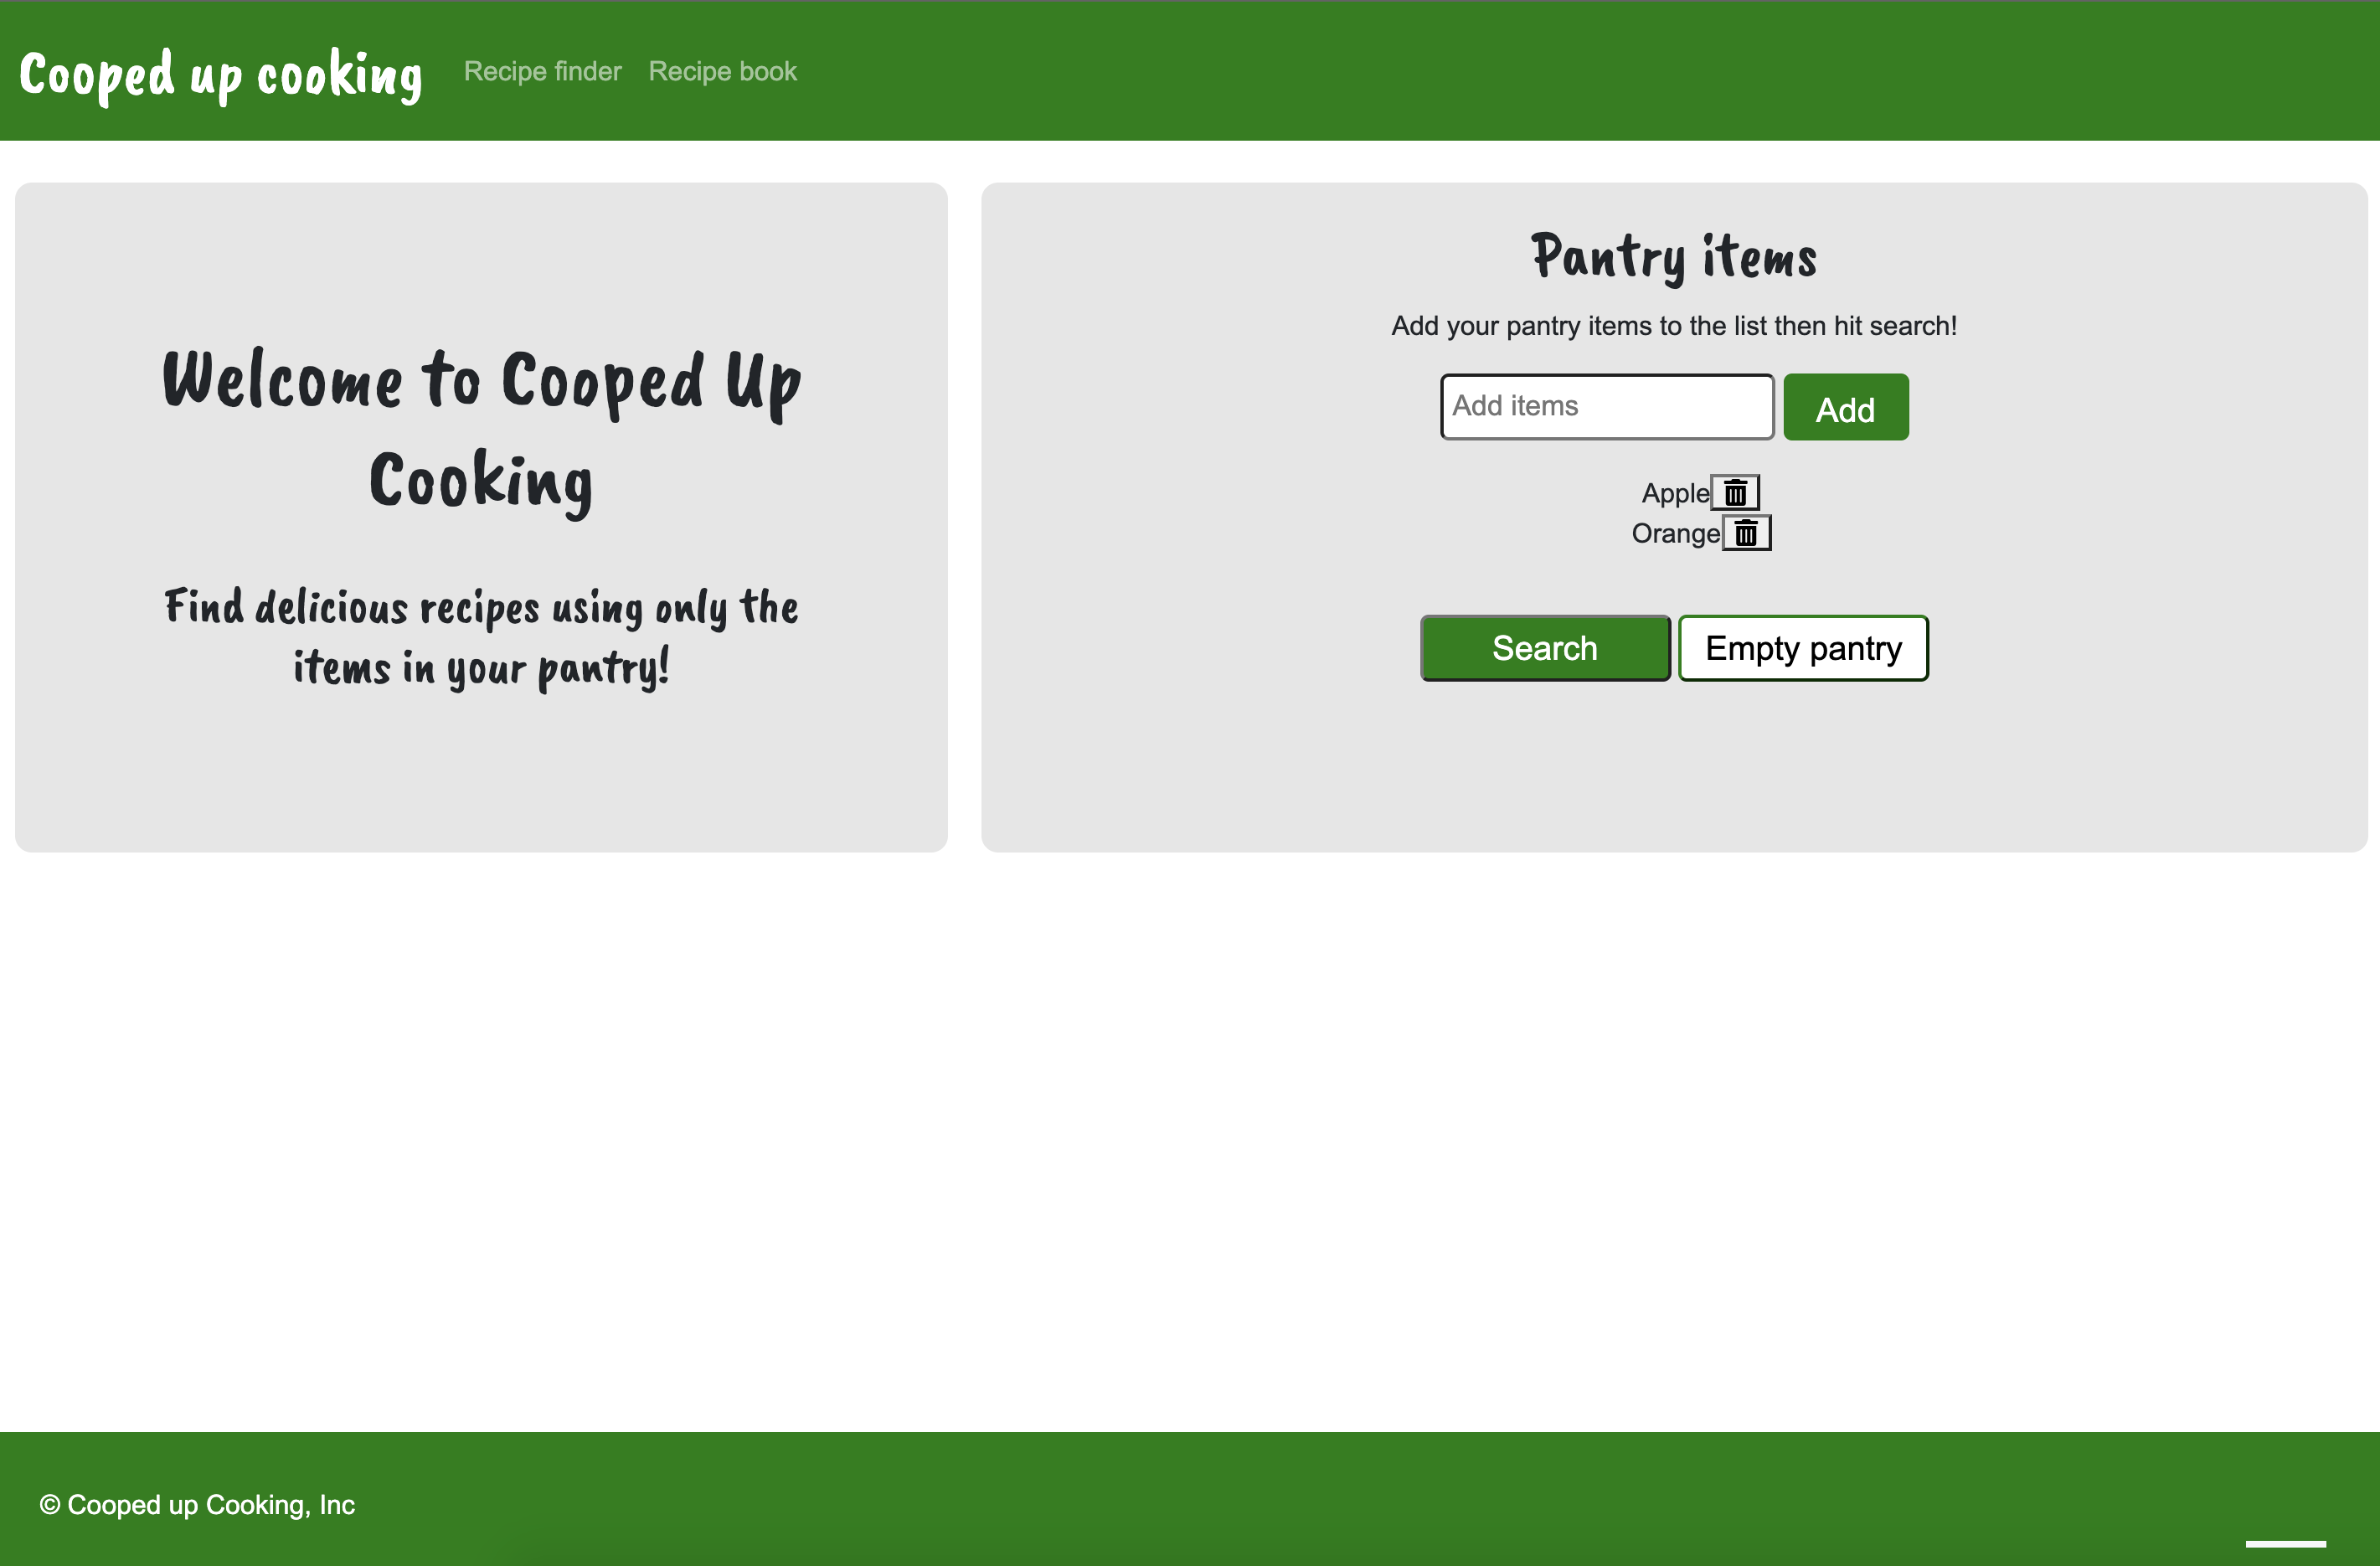 Cooped up cooking Recipe finder Recipe book
Welcome to Cooped Up
Cooking
Find delicious recipes using only the
items in your pantry!
Pantry items
Add your pantry items to the list then hit search!
Add items Add
Apple
Orange
Search Empty pantry
© Cooped up Cooking, Inc